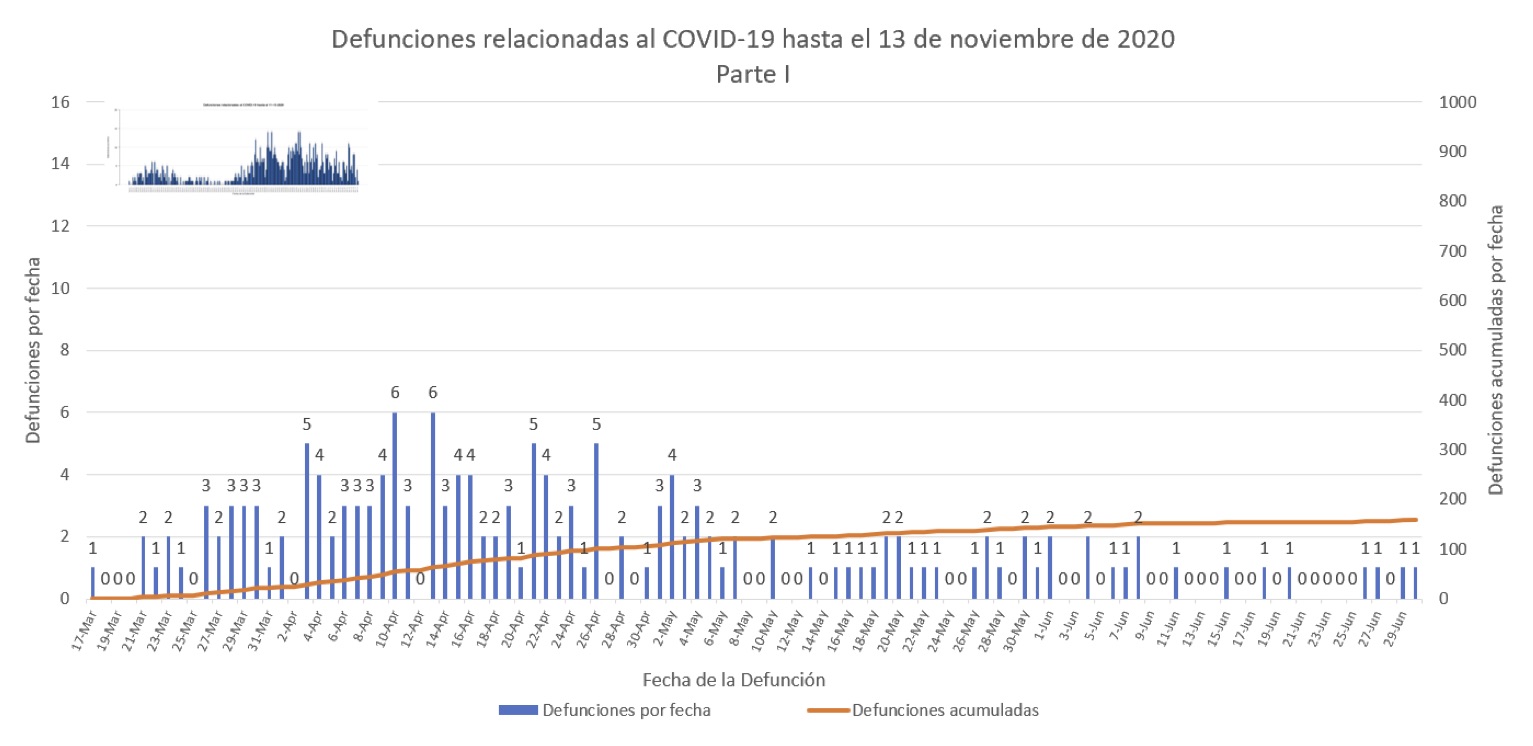 Defunciones relacionadas al COVID-19 hasta el 13 de noviembre de 2020
Parte I
16
14
12
10
8
6
4
2
0
Defunciones por fecha
1000
900
800
700
600
500
400
300
200
100
0
Defunciones acumuladas por fecha
1 0 0 0 2 1 2 1 0 3 2 3 3 3 1 2 0 5 4 2 3 3 3 4 6 3 0 6 3 4 4 2 2 3 1 5 4 2 3 1 5 0 2 0 1 3 4 2 3 2 1 2 0 0 2 0 0 1 0 1 1 1 1 2 2 1 1 1 0 0 1 2 1 0 2 1 2 0 0 2 0 1 1 2 0 0 1 0 0 0 1 0 0 1 0 1 0 0 0 0 0 1 1 0 1 1
17-Mar 19-Mar 21-Mar 23-Mar 25-Mar 27-Mar 29-Mar 31-Mar 2-Apr 4-Apr 6-Apr 8-Apr 10-Apr 12-Apr 14-Apr 16-Apr 18-Apr 20-Apr 22-Apr 24-Apr 26-Apr 28-Apr 30-Apr 2-May 4-May 6-May 8-May 10-May 12-May 14-May 16-May 18-May 20-May 22-May 24-May 26-May 28-May 30-May 1-Jun 3-Jun 5-Jun 7-Jun 9-Jun 11-Jun 13-Jun 15-Jun 17-Jun 19-Jun 21-Jun 23-Jun 25-Jun 27-Jun 29-Jun
Fecha de la Defunción
Defunciones por fecha
Defunciones acumuladas